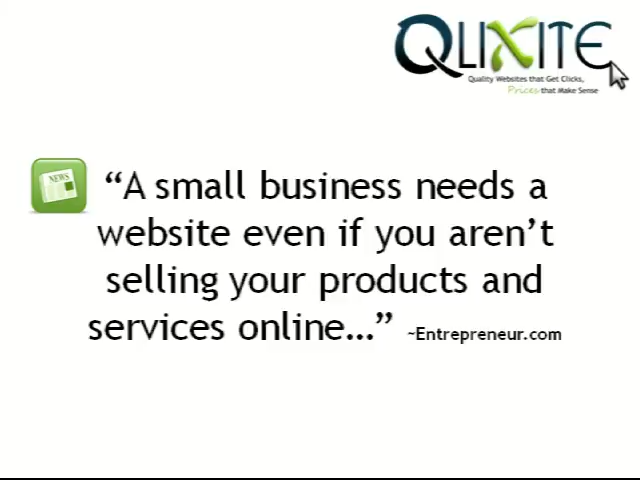 QLIXITE
Quality Websites that Get Clicks,
Prices that Make Sense
NEWS
“A small business needs a
website even if you aren’t
selling your products and
services online…” ~Entrepreneur.com